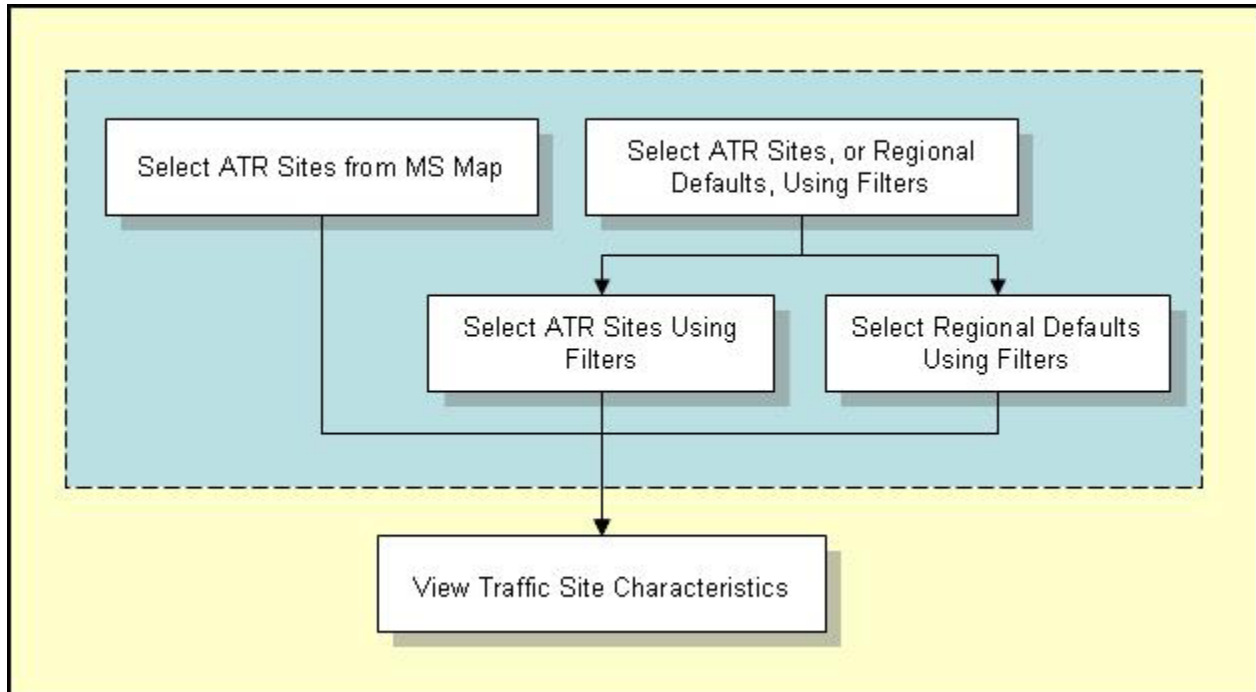 Select ATR Sites from MS Map
Select ATR Sites, or Regional
Defaults, Using Filters
Select ATR Sites Using
Filters
Select Regional Defaults
Using Filters
View Traffic Site Characteristics